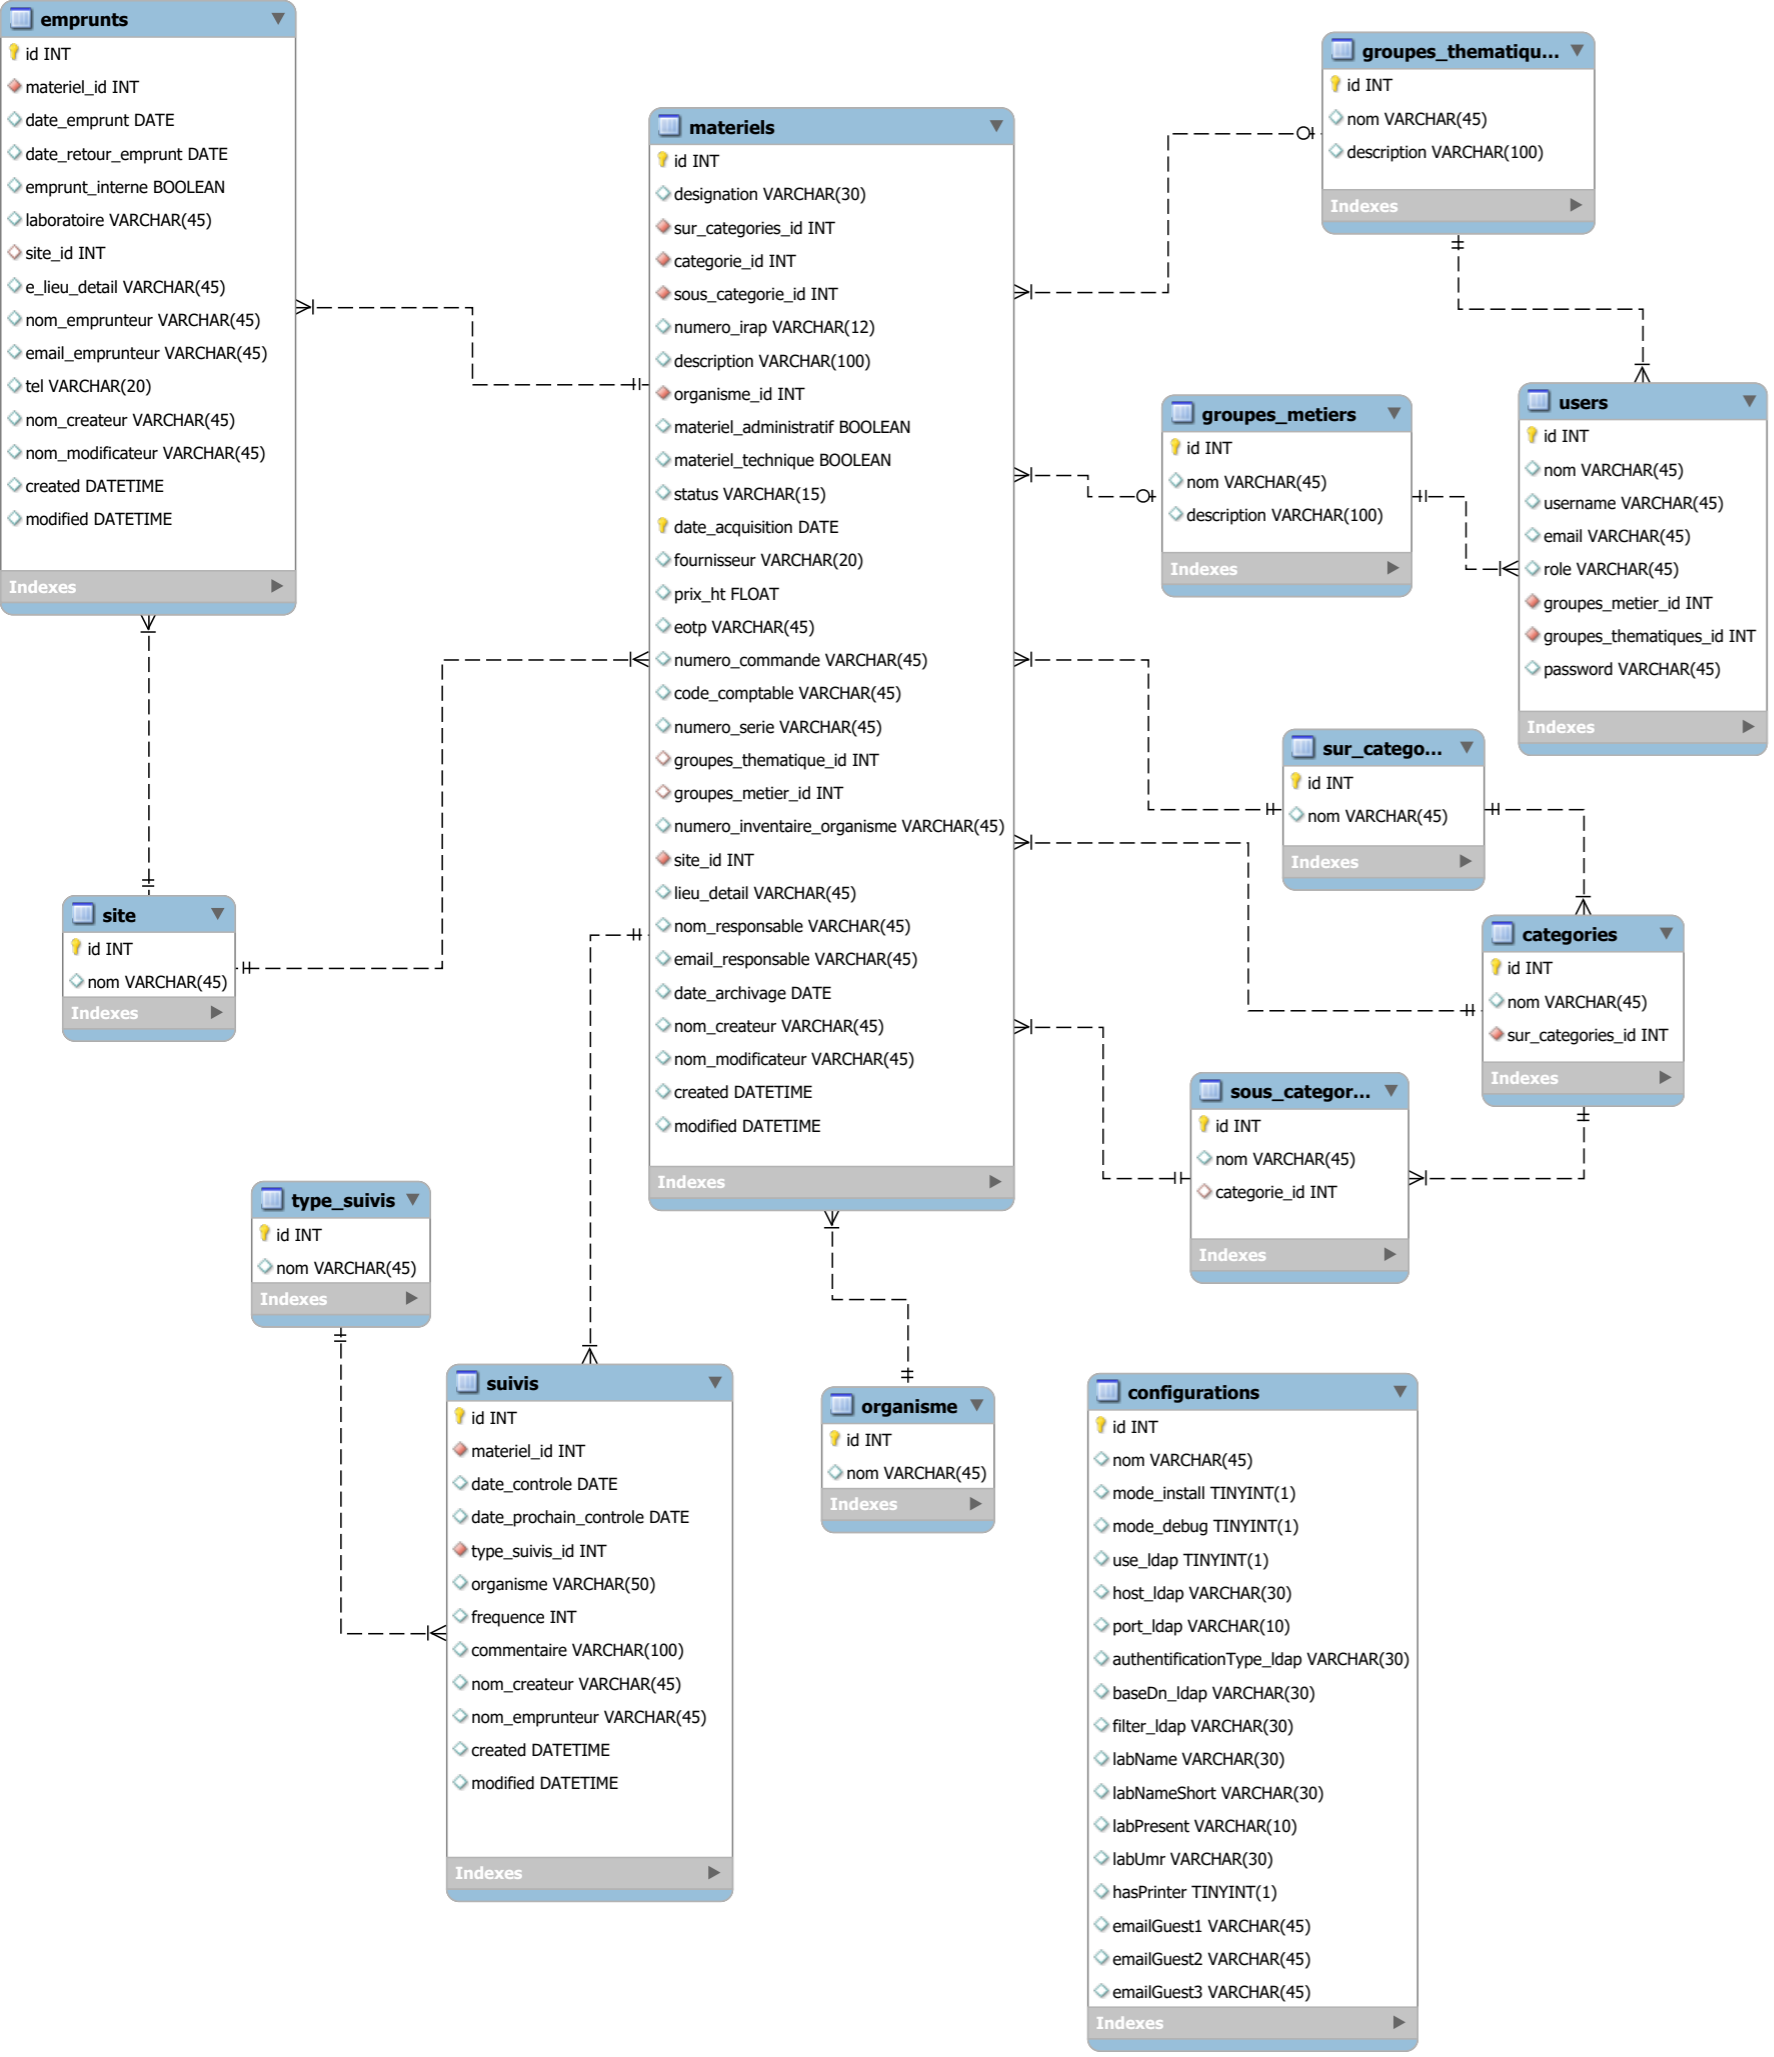 emprunts
id INT
materiel_id INT
date_emprunt DATE
date_retour_emprunt DATE
emprunt_interne BOOLEAN
laboratoire VARCHAR(45)
site_id INT
e_lieu_detail VARCHAR(45)
nom_emprunteur VARCHAR(45)
email_emprunteur VARCHAR(45)
tel VARCHAR(20)
nom_createur VARCHAR(45)
nom_modificateur VARCHAR(45)
created DATETIME
modified DATETIME
Indexes
materiels
id INT
designation VARCHAR(30)
sur_categories_id INT
categorie_id INT
sous_categorie_id INT
numero_irap VARCHAR(12)
description VARCHAR(100)
organisme_id INT
materiel_administratif BOOLEAN
materiel_technique BOOLEAN
status VARCHAR(15)
date_acquisition DATE
fournisseur VARCHAR(20)
prix_ht FLOAT
eotp VARCHAR(45)
numero_commande VARCHAR(45)
code_comptable VARCHAR(45)
numero_serie VARCHAR(45)
groupes_thematique_id INT
groupes_metier_id INT
numero_inventaire_organisme VARCHAR(45)
site_id INT
lieu_detail VARCHAR(45)
nom_responsable VARCHAR(45)
email_responsable VARCHAR(45)
date_archivage DATE
nom_createur VARCHAR(45)
nom_modificateur VARCHAR(45)
created DATETIME
modified DATETIME
Indexes
groupes_thematiqu...
id INT
nom VARCHAR(45)
description VARCHAR(100)
Indexes
groupes_metiers
id INT
nom VARCHAR(45)
description VARCHAR(100)
Indexes
users
id INT
nom VARCHAR(45)
username VARCHAR(45)
email VARCHAR(45)
role VARCHAR(45)
groupes_metier_id INT
groupes_thematiques_id INT
password VARCHAR(45)
Indexes
sur_catego...
id INT
nom VARCHAR(45)
Indexes
categories
id INT
nom VARCHAR(45)
sur_categories_id INT
Indexes
sous_categor...
id INT
nom VARCHAR(45)
categorie_id INT
Indexes
site
id INT
nom VARCHAR(45)
Indexes
type_suivis
id INT
nom VARCHAR(45)
Indexes
suivis
id INT
materiel_id INT
date_controle DATE
date_prochain_controle DATE
type_suivis_id INT
organisme VARCHAR(50)
frequence INT
commentaire VARCHAR(100)
nom_createur VARCHAR(45)
nom_emprunteur VARCHAR(45)
created DATETIME
modified DATETIME
Indexes
organisme
id INT
nom VARCHAR(45)
Indexes
configurations
id INT
nom VARCHAR(45)
mode_install TINYINT(1)
mode_debug TINYINT(1)
use_ldap TINYINT(1)
host_ldap VARCHAR(30)
port_ldap VARCHAR(10)
authentificationType_ldap VARCHAR(30)
baseDn_ldap VARCHAR(30)
filter_ldap VARCHAR(30)
labName VARCHAR(30)
labNameShort VARCHAR(30)
labPresent VARCHAR(10)
labUmr VARCHAR(30)
hasPrinter TINYINT(1)
emailGuest1 VARCHAR(45)
emailGuest2 VARCHAR(45)
emailGuest3 VARCHAR(45)
Indexes